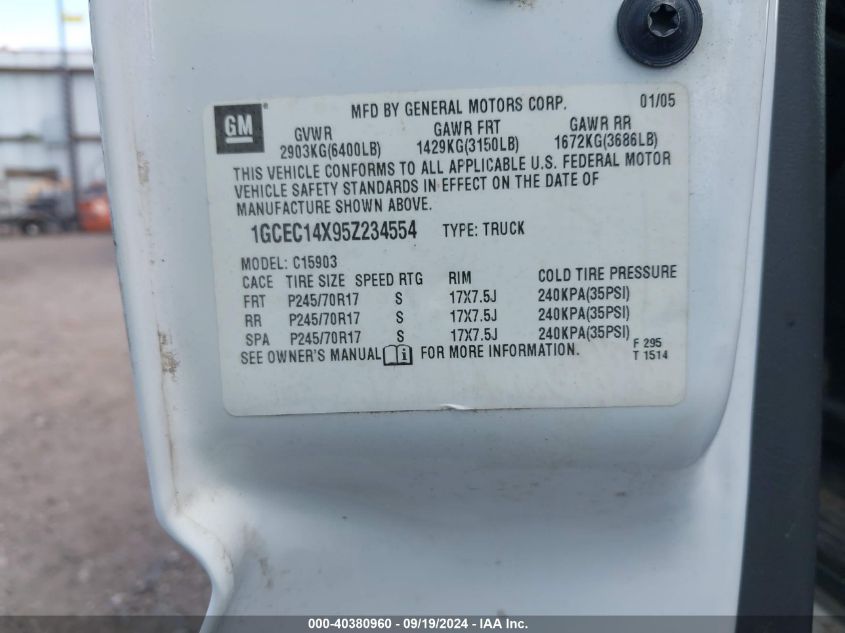 GM ®
MFD BY GENERAL MOTORS CORP. 01/05
GVWR GAWR FRT GAWR RR
2903KG(6400LB) 1429KG(3150LB) 1672KG(3686LB)
THIS VEHICLE CONFORMS TO ALL APPLICABLE U.S. FEDERAL MOTOR
VEHICLE SAFETY STANDARDS IN EFFECT ON THE DATE OF
MANUFACTURE SHOWN ABOVE.
1GCEC14X95Z234554 TYPE: TRUCK
MODEL: C15903
CACE TIRE SIZE SPEED RTG RIM COLD TIRE PRESSURE
FRT P245/70R17 S 17X7.5J 240KPA(35PSI)
RR P245/70R17 S 17X7.5J 240KPA(35PSI)
SPA P245/70R17 S 17X7.5J 240KPA(35PSI)
SEE OWNER'S MANUAL i FOR MORE INFORMATION.
F 295
T 1514
000-40380960 - 09/19/2024 - IAAI.com. Copyright IAA, LLC.